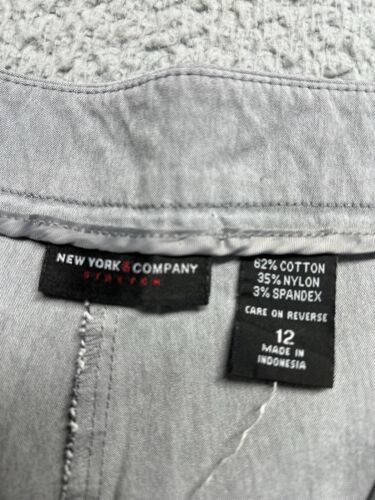 NEW YORK & COMPANY
STRETCH
62% COTTON
35% NYLON
3% SPANDEX
CARE ON REVERSE
12
MADE IN
INDONESIA